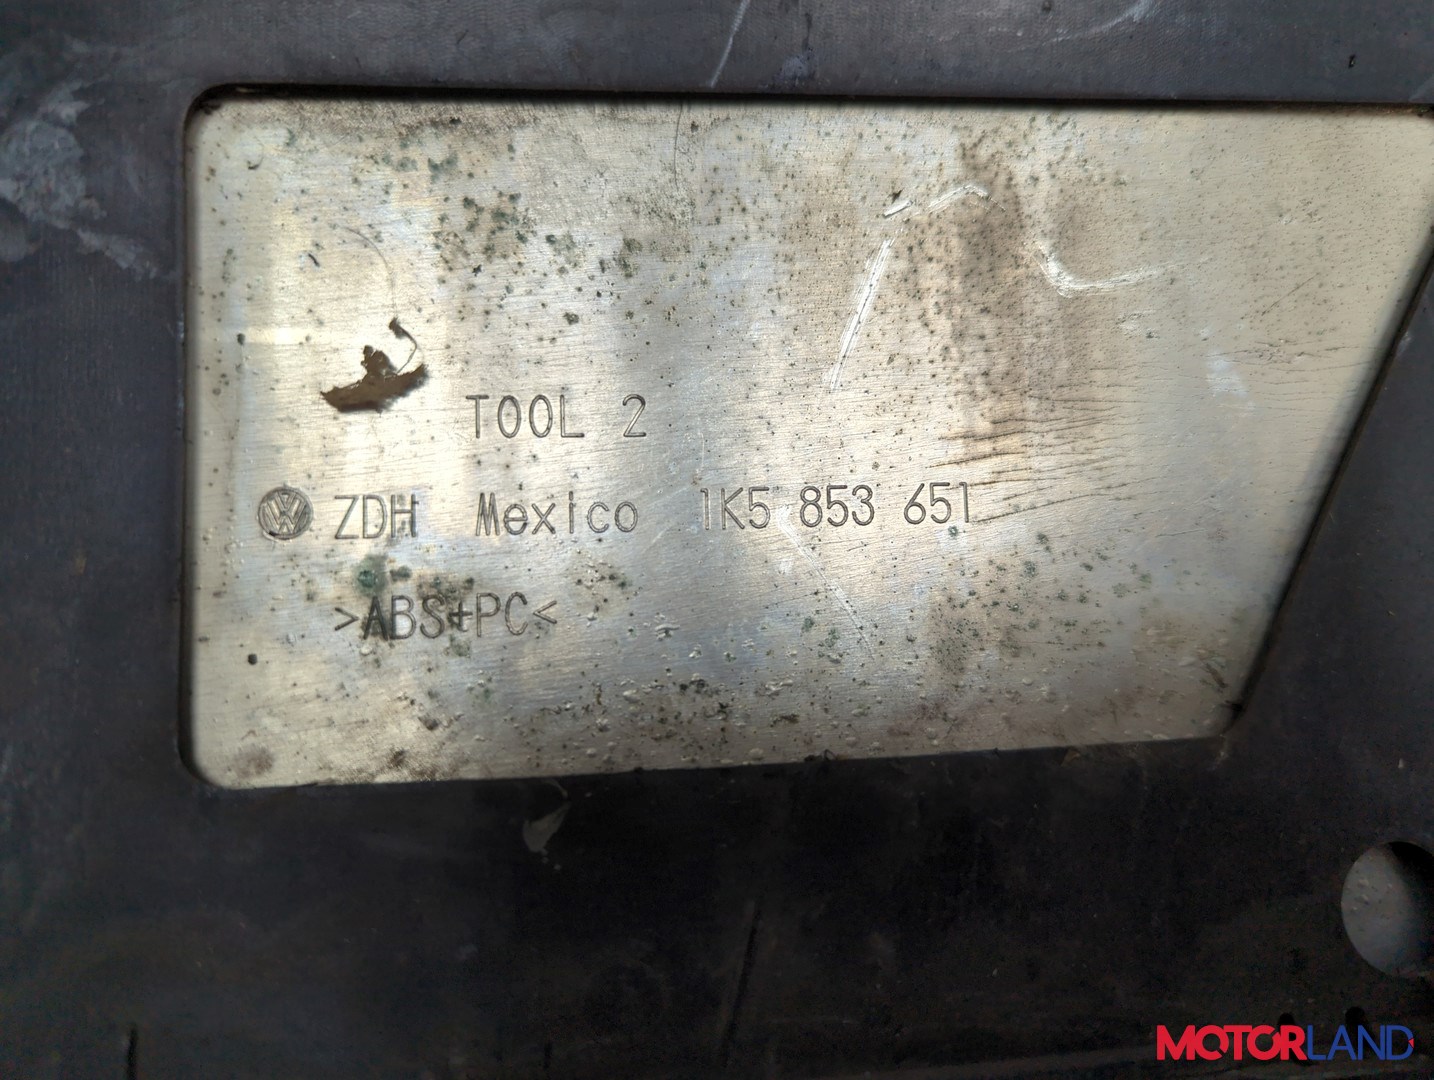 TOOL 2
ZDH Mexico 1K5 853 651
>ABS+PC<
MOTORLAND